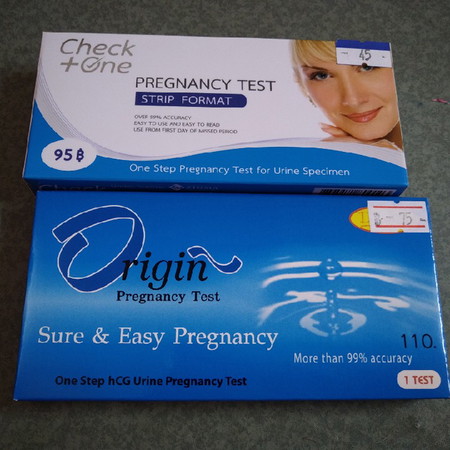 Check
+One
45
PREGNANCY TEST
STRIP FORMAT
OVER 99% ACCURACY
EASY TO USE AND EASY TO READ
USE FROM FIRST DAY OF MISSED PERIOD
95฿
One Step Pregnancy Test for Urine Specimen
Check
75
Origin
Pregnancy Test
Sure & Easy Pregnancy
110.
More than 99% accuracy
One Step hCG Urine Pregnancy Test
1 TEST